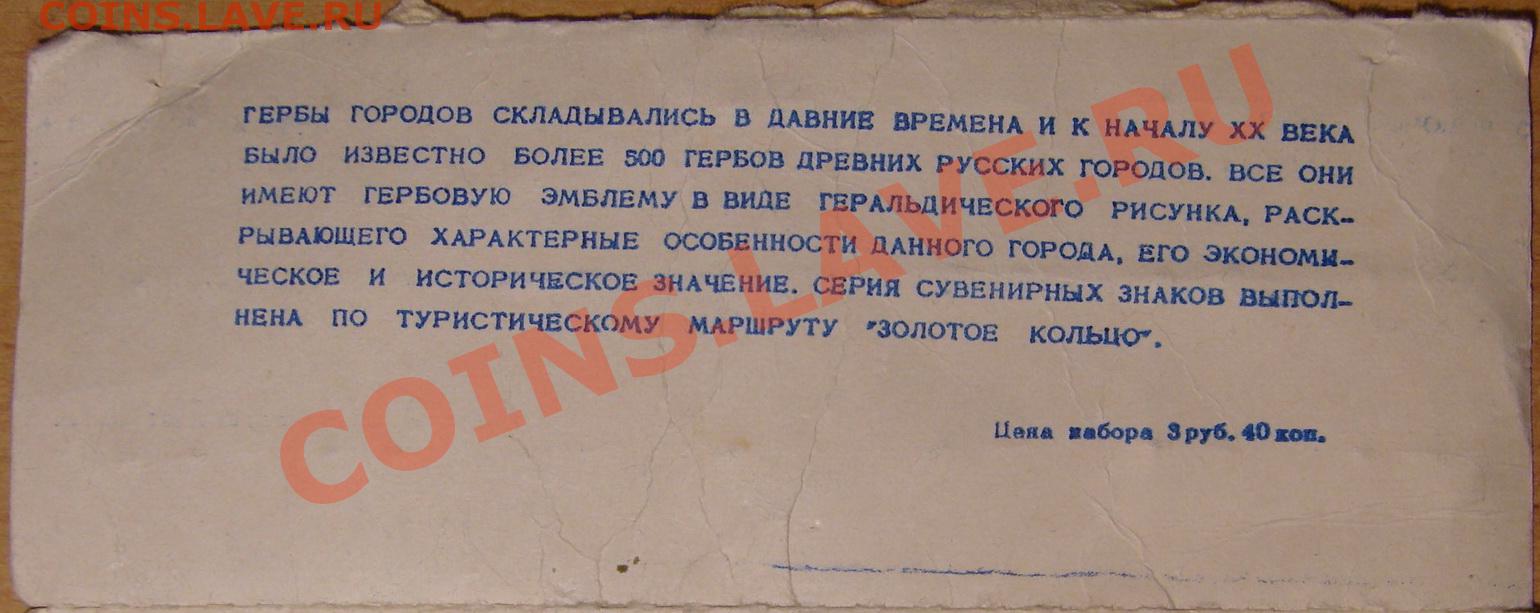 COINS.LAVE.RU
ГЕРБЫ ГОРОДОВ СКЛАДЫВАЛИСЬ В ДАВНИЕ ВРЕМЕНА И К НАЧАЛУ XX ВЕКА
БЫЛО ИЗВЕСТНО БОЛЕЕ 500 ГЕРБОВ ДРЕВНИХ РУССКИХ ГОРОДОВ. ВСЕ ОНИ
ИМЕЮТ ГЕРБОВУЮ ЭМБЛЕМУ В ВИДЕ ГЕРАЛЬДИЧЕСКОГО РИСУНКА, РАСК-
РЫВАЮЩЕГО ХАРАКТЕРНЫЕ ОСОБЕННОСТИ ДАННОГО ГОРОДА, ЕГО ЭКОНОМИ-
ЧЕСКОЕ И ИСТОРИЧЕСКОЕ ЗНАЧЕНИЕ. СЕРИЯ СУВЕНИРНЫХ ЗНАКОВ ВЫПОЛ-
НЕНА ПО ТУРИСТИЧЕСКОМУ МАРШРУТУ "ЗОЛОТОЕ КОЛЬЦО".
Цена набора 3 руб. 40 коп.
COINS.LAVE.RU